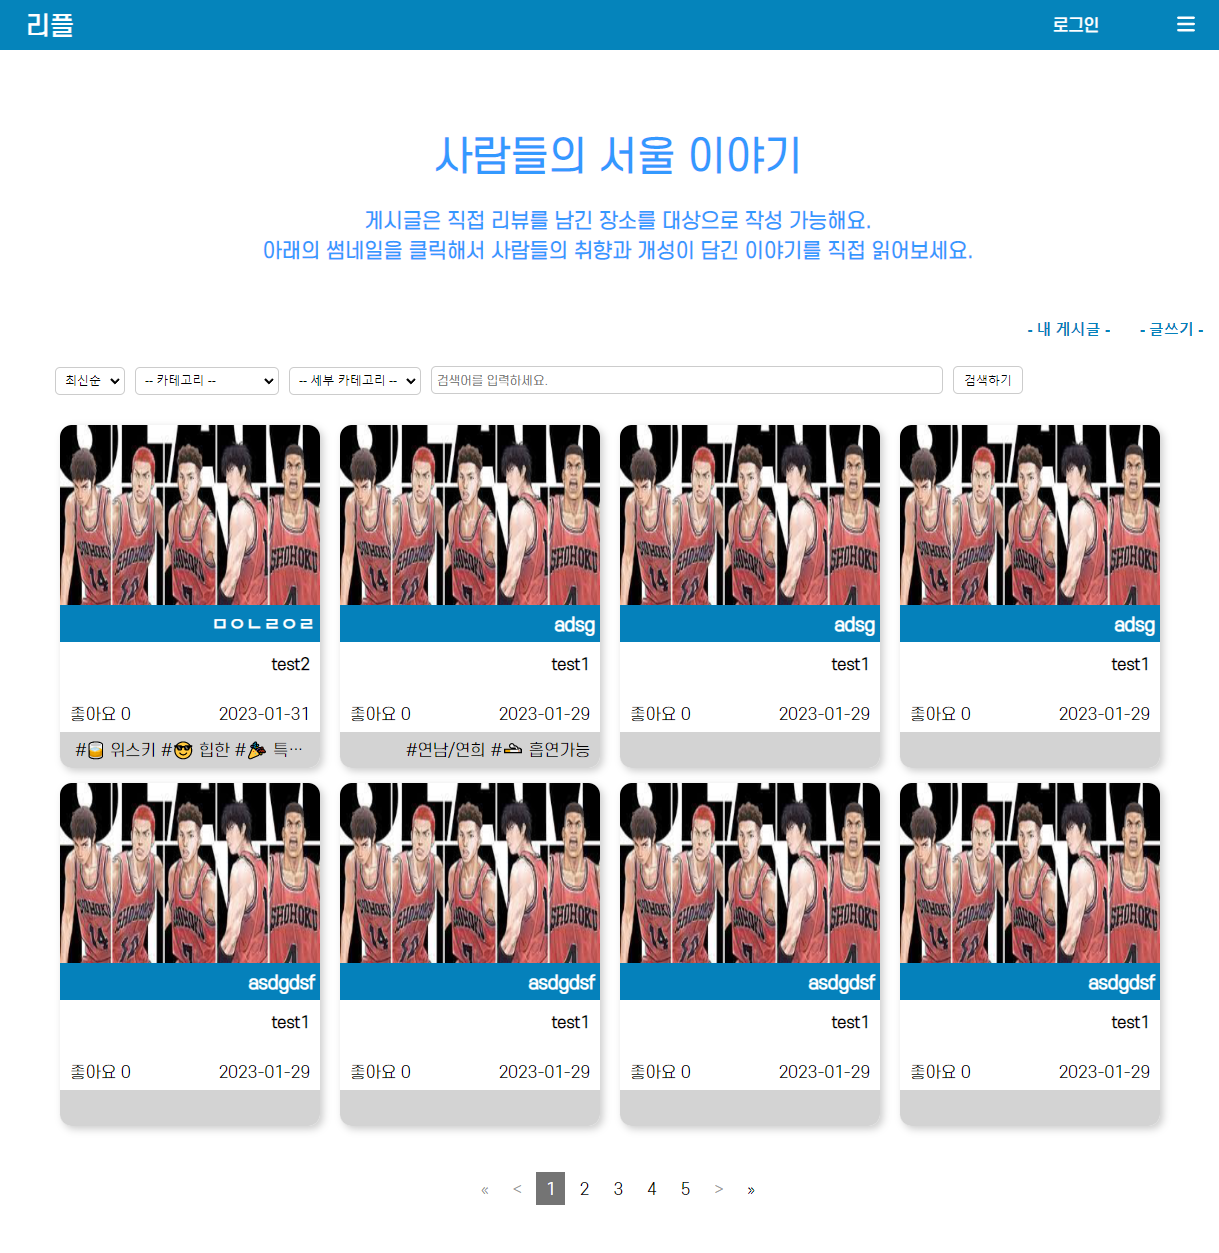 리플 로그인
사람들의 서울 이야기
게시글은 직접 리뷰를 남긴 장소를 대상으로 작성 가능해요.
아래의 썸네일을 클릭해서 사람들의 취향과 개성이 담긴 이야기를 직접 읽어보세요.
- 내 게시글 - - 글쓰기 -
최신순 -- 카테고리 -- -- 세부 카테고리 -- 검색어를 입력하세요. 검색하기
SHOHOKU
14
SHOHOKU
10
SHOHOKU
7
SHOHOKU
4
ㅁㅇㄴㄹㅇㄹ adsg adsg adsg
test2 test1 test1 test1
좋아요 0 2023-01-31 좋아요 0 2023-01-29 좋아요 0 2023-01-29 좋아요 0 2023-01-29
#🥃 위스키 #😎 힙한 #🎉 특… #연남/연희 #👟 흡연가능
asdgdsf asdgdsf asdgdsf asdgdsf
test1 test1 test1 test1
좋아요 0 2023-01-29 좋아요 0 2023-01-29 좋아요 0 2023-01-29 좋아요 0 2023-01-29
« < 1 2 3 4 5 > »